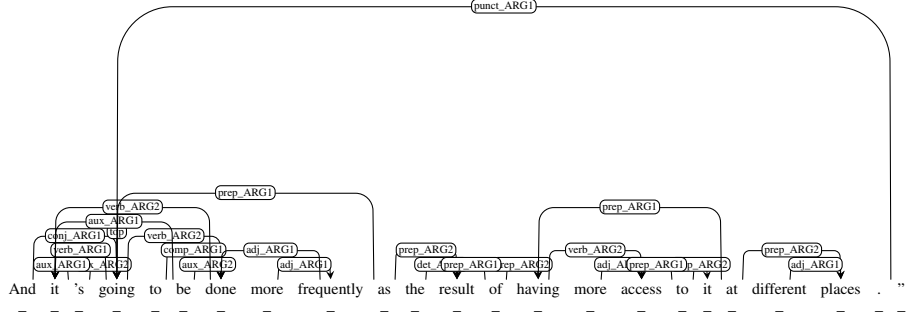 punct_ARG1
prep_ARG1
verb_ARG2 prep_ARG1
aux_ARG1
top
conj_ARG1 verb_ARG2
verb_ARG1 comp_ARG1 adj_ARG1 prep_ARG2 verb_ARG2 prep_ARG2
aux_ARG1 aux_ARG2 adj_ARG1 prep_ARG1 prep_ARG1 adj_ARG1
And it 's going to be done more frequently as the result of having more access to it at different places . ”
_ _ _ _ _ _ _ _ _ _ _ _ _ _ _ _ _ _ _ _ _ _ _